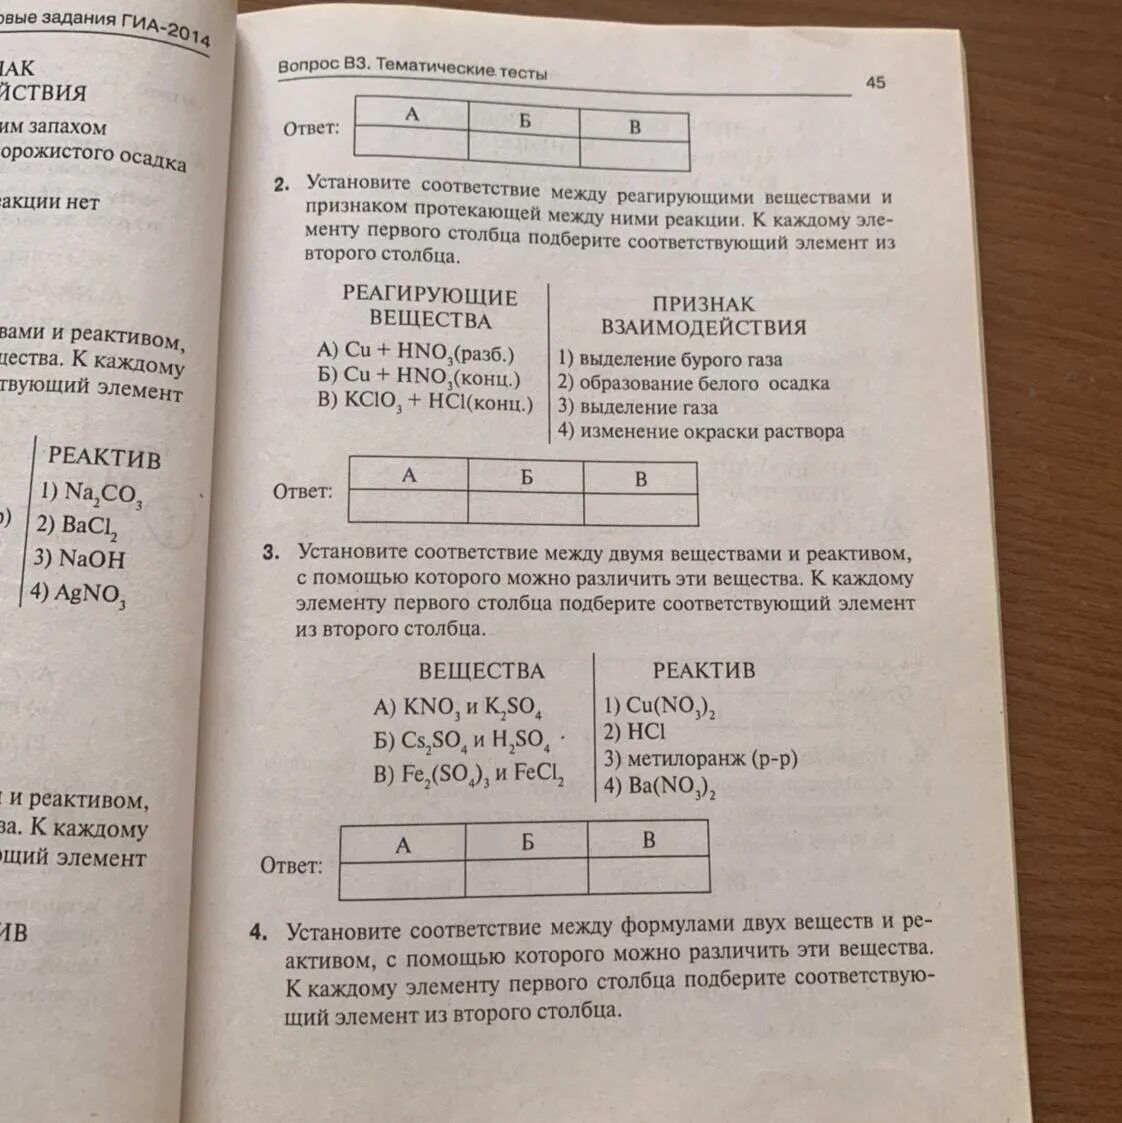 овые задания ГИА-2014
НАК
ЙСТВИЯ
им запахом
орожистого осадка
еакции нет
вами и реактивом,
щества. К каждому
тствующий элемент
РЕАКТИВ
1) Na₂CO₃
р) 2) BaCl₂
3) NaOH
4) AgNO₃
и и реактивом,
ва. К каждому
ющий элемент
ИВ
Вопрос В3. Тематические тесты
45
А Б В
Ответ:
2. Установите соответствие между реагирующими веществами и
признаком протекающей между ними реакции. К каждому эле-
менту первого столбца подберите соответствующий элемент из
второго столбца.
РЕАГИРУЮЩИЕ
ВЕЩЕСТВА
А) Cu + HNO₃(разб.)
Б) Cu + HNO₃(конц.)
В) KClO₃ + HCl(конц.)
ПРИЗНАК
ВЗАИМОДЕЙСТВИЯ
1) выделение бурого газа
2) образование белого осадка
3) выделение газа
4) изменение окраски раствора
А Б В
Ответ:
3. Установите соответствие между двумя веществами и реактивом,
с помощью которого можно различить эти вещества. К каждому
элементу первого столбца подберите соответствующий элемент
из второго столбца.
ВЕЩЕСТВА
А) KNO₃ и K₂SO₄
Б) Cs₂SO₄ и H₂SO₄
В) Fe₂(SO₄)₃ и FeCl₂
РЕАКТИВ
1) Cu(NO₃)₂
2) HCl
3) метилоранж (р-р)
4) Ba(NO₃)₂
А Б В
Ответ:
4. Установите соответствие между формулами двух веществ и ре-
активом, с помощью которого можно различить эти вещества.
К каждому элементу первого столбца подберите соответствую-
щий элемент из второго столбца.